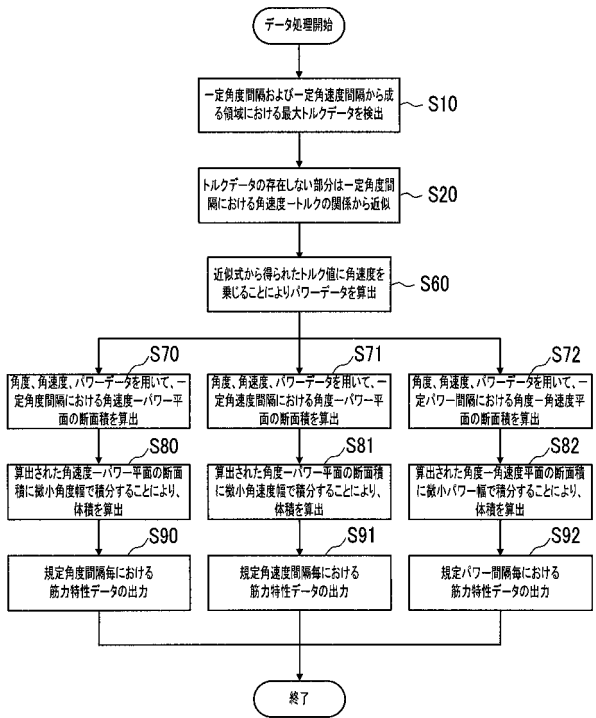 データ処理開始
一定角度間隔および一定角速度間隔から成
る領域における最大トルクデータを検出
S10
トルクデータの存在しない部分は一定角度間
隔における角速度ートルクの関係から近似
S20
近似式から得られたトルク値に角速度を
乗じることによりパワーデータを算出
S60
S70
角度、角速度、パワーデータを用いて、一
定角度間隔における角速度ーパワー平
面の断面積を算出
S71
角度、角速度、パワーデータを用いて、一
定角速度間隔における角度ーパワー平
面の断面積を算出
S72
角度、角速度、パワーデータを用いて、一
定パワー間隔における角度ー角速度平面
の断面積を算出
S80
算出された角速度ーパワー平面の断面
積に微小角度幅で積分することにより、
体積を算出
S81
算出された角度ーパワー平面の断面積
に微小角速度幅で積分することにより、
体積を算出
S82
算出された角度ー角速度平面の断面積
に微小パワー幅で積分することにより、
体積を算出
S90
規定角度間隔毎における
筋力特性データの出力
S91
規定角速度間隔毎における
筋力特性データの出力
S92
規定パワー間隔毎における
筋力特性データの出力
終了